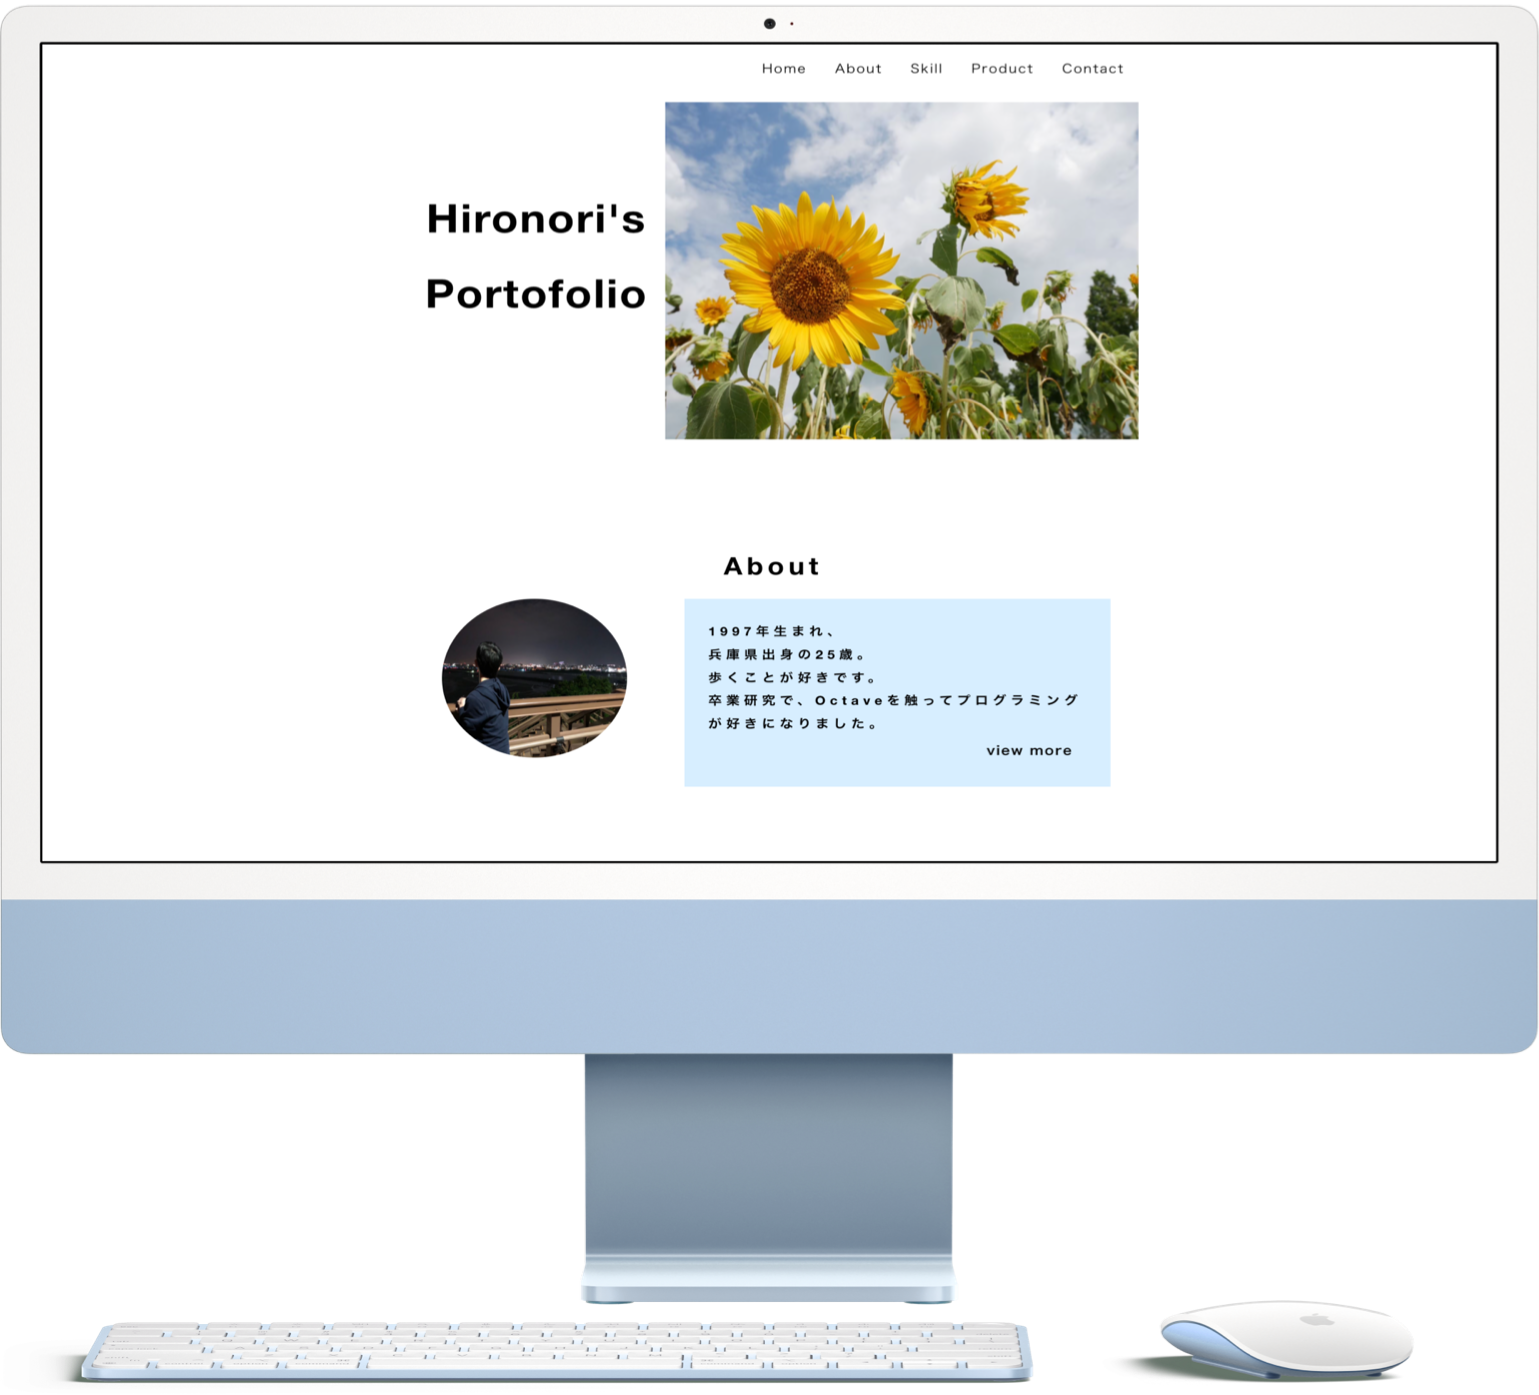 Home About Skill Product Contact
Hironori's
Portofolio
About
1997年生まれ、
兵庫県出身の25歳。
歩くことが好きです。
卒業研究で、Octaveを触ってプログラミング
が好きになりました。
view more